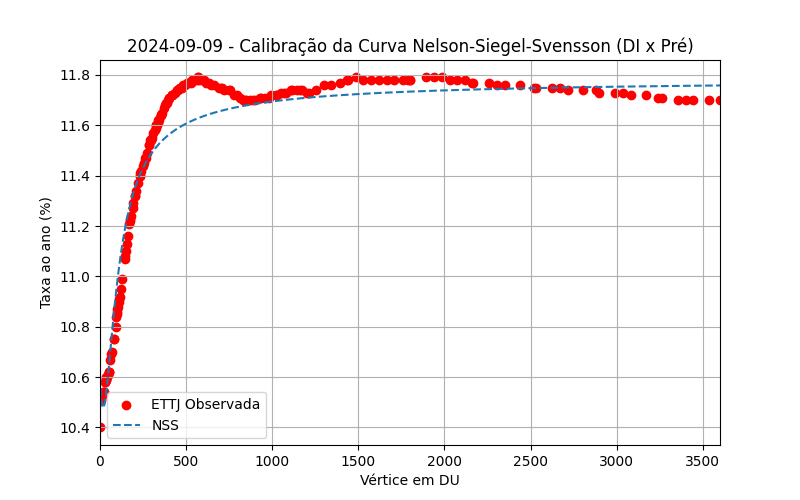 2024-09-09 - Calibração da Curva Nelson-Siegel-Svensson (DI x Pré)
11.8
11.6
11.4
11.2
11.0
10.8
10.6
10.4
Taxa ao ano (%)
ETTJ Observada
NSS
0 500 1000 1500 2000 2500 3000 3500
Vértice em DU